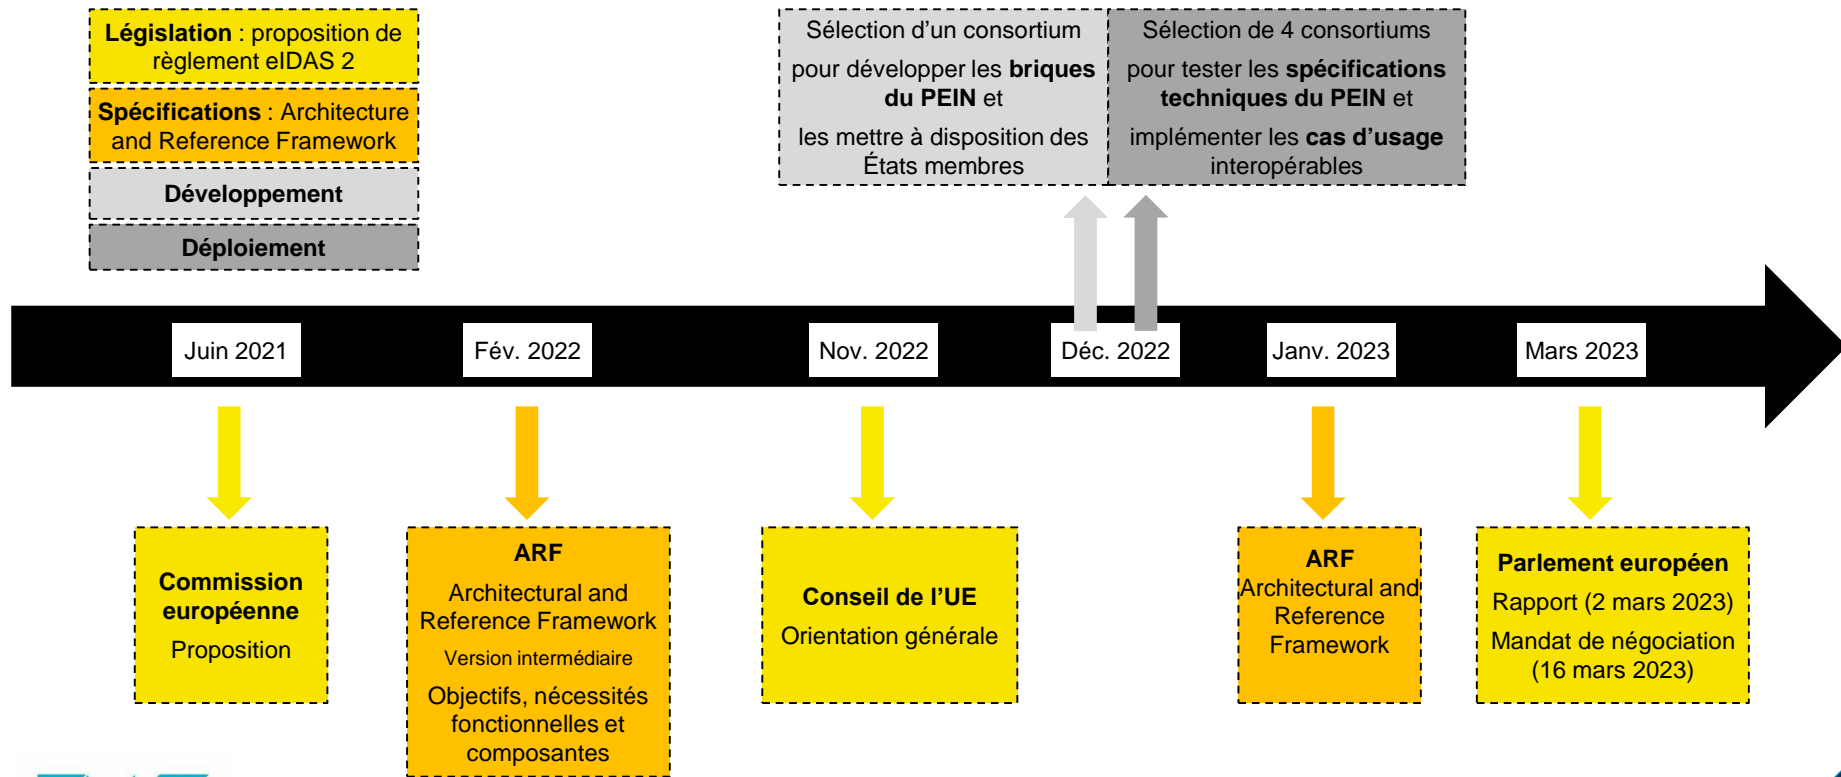 Législation : proposition de
règlement eIDAS 2
Spécifications : Architecture
and Reference Framework
Développement
Déploiement
Sélection d'un consortium
pour développer les briques
du PEIN et
les mettre à disposition des
États membres
Sélection de 4 consortiums
pour tester les spécifications
techniques du PEIN et
implémenter les cas d'usage
interopérables
Juin 2021
Fév. 2022
Nov. 2022
Déc. 2022
Janv. 2023
Mars 2023
Commission
européenne
Proposition
ARF
Architectural and
Reference Framework
Version intermédiaire
Objectifs, nécessités
fonctionnelles et
composantes
Conseil de l'UE
Orientation générale
ARF
Architectural and
Reference
Framework
Parlement européen
Rapport (2 mars 2023)
Mandat de négociation
(16 mars 2023)